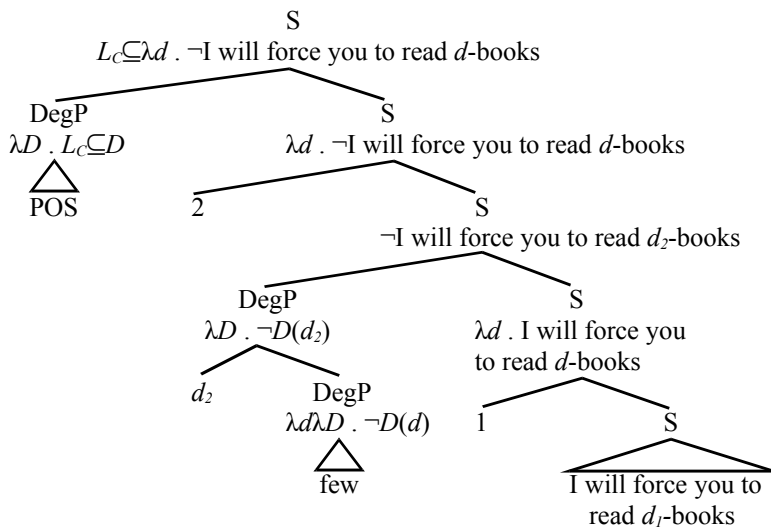 S
L_C⊆λd . ¬I will force you to read d-books
DegP S
λD . L_C⊆D λd . ¬I will force you to read d-books
POS 2 S
¬I will force you to read d₂-books
DegP S
λD . ¬D(d₂) λd . I will force you
to read d-books
d₂ DegP 1 S
λdλD . ¬D(d)
few I will force you to
read d₁-books